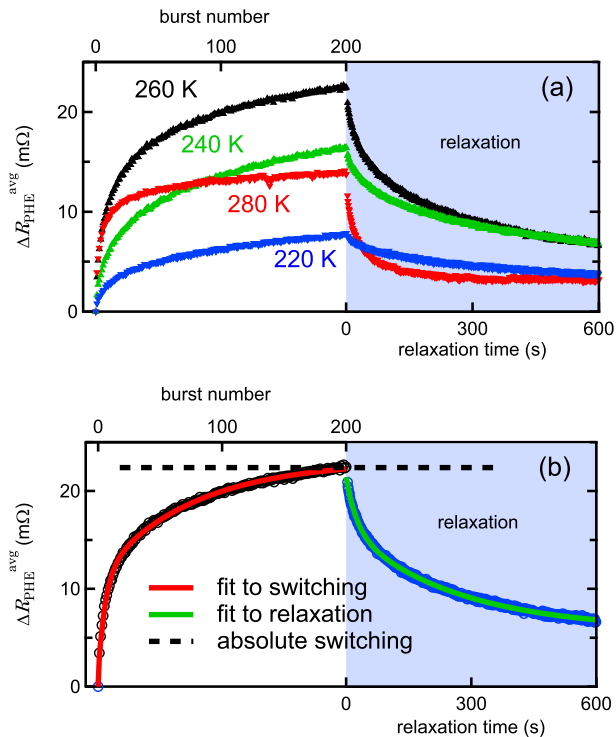 burst number
0 100 200
(a)
260 K
20
relaxation
240 K
ΔR_PHE^avg (mΩ)
10
280 K
220 K
0
0 300 600
relaxation time (s)
burst number
0 100 200
(b)
20
relaxation
ΔR_PHE^avg (mΩ)
10
fit to switching
fit to relaxation
absolute switching
0
0 300 600
relaxation time (s)